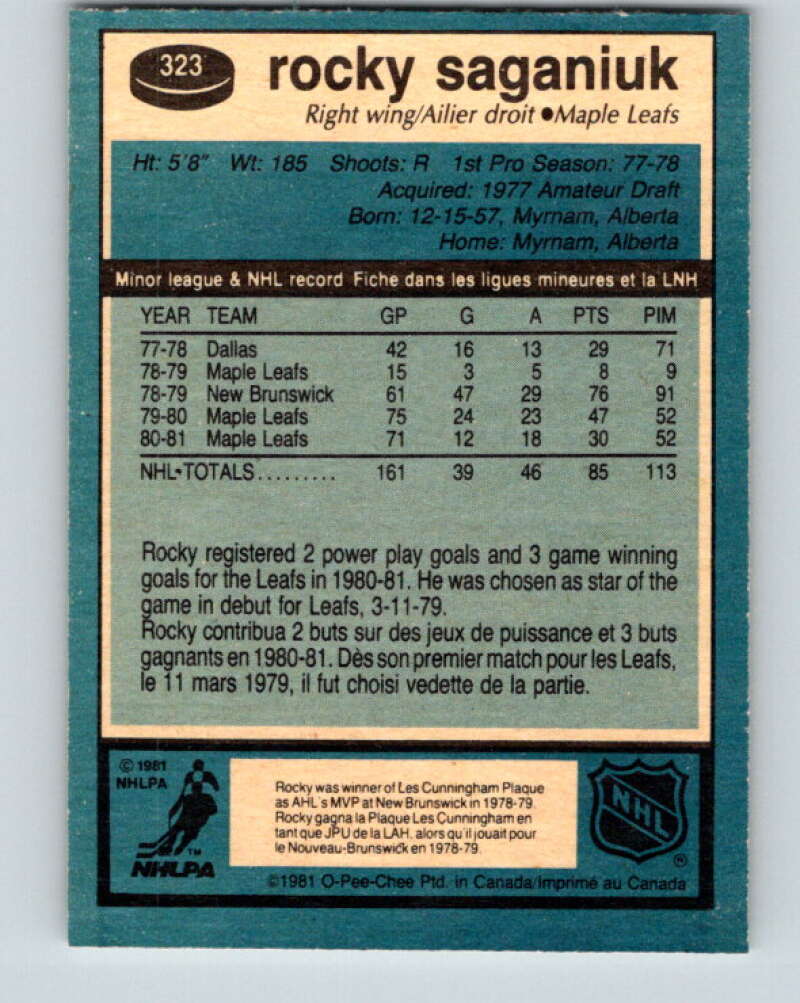 323
rocky saganiuk
Right wing/Ailier droit ● Maple Leafs
Ht: 5'8" Wt: 185 Shoots: R 1st Pro Season: 77-78
Acquired: 1977 Amateur Draft
Born: 12-15-57, Myrnam, Alberta
Home: Myrnam, Alberta
Minor league & NHL record Fiche dans les ligues mineures et la LNH
YEAR TEAM GP G A PTS PIM
77-78 Dallas 42 16 13 29 71
78-79 Maple Leafs 15 3 5 8 9
78-79 New Brunswick 61 47 29 76 91
79-80 Maple Leafs 75 24 23 47 52
80-81 Maple Leafs 71 12 18 30 52
NHL-TOTALS......... 161 39 46 85 113
Rocky registered 2 power play goals and 3 game winning
goals for the Leafs in 1980-81. He was chosen as star of the
game in debut for Leafs, 3-11-79.
Rocky contribua 2 buts sur des jeux de puissance et 3 buts
gagnants en 1980-81. Dès son premier match pour les Leafs,
le 11 mars 1979, il fut choisi vedette de la partie.
© 1981
NHLPA
TM
NHLPA
Rocky was winner of Les Cunningham Plaque
as AHL's MVP at New Brunswick in 1978-79.
Rocky gagna la Plaque Les Cunningham en
tant que JPU de la LAH, alors qu'il jouait pour
le Nouveau-Brunswick en 1978-79.
NHL
®
©1981 O-Pee-Chee Ptd. in Canada/Imprimé au Canada